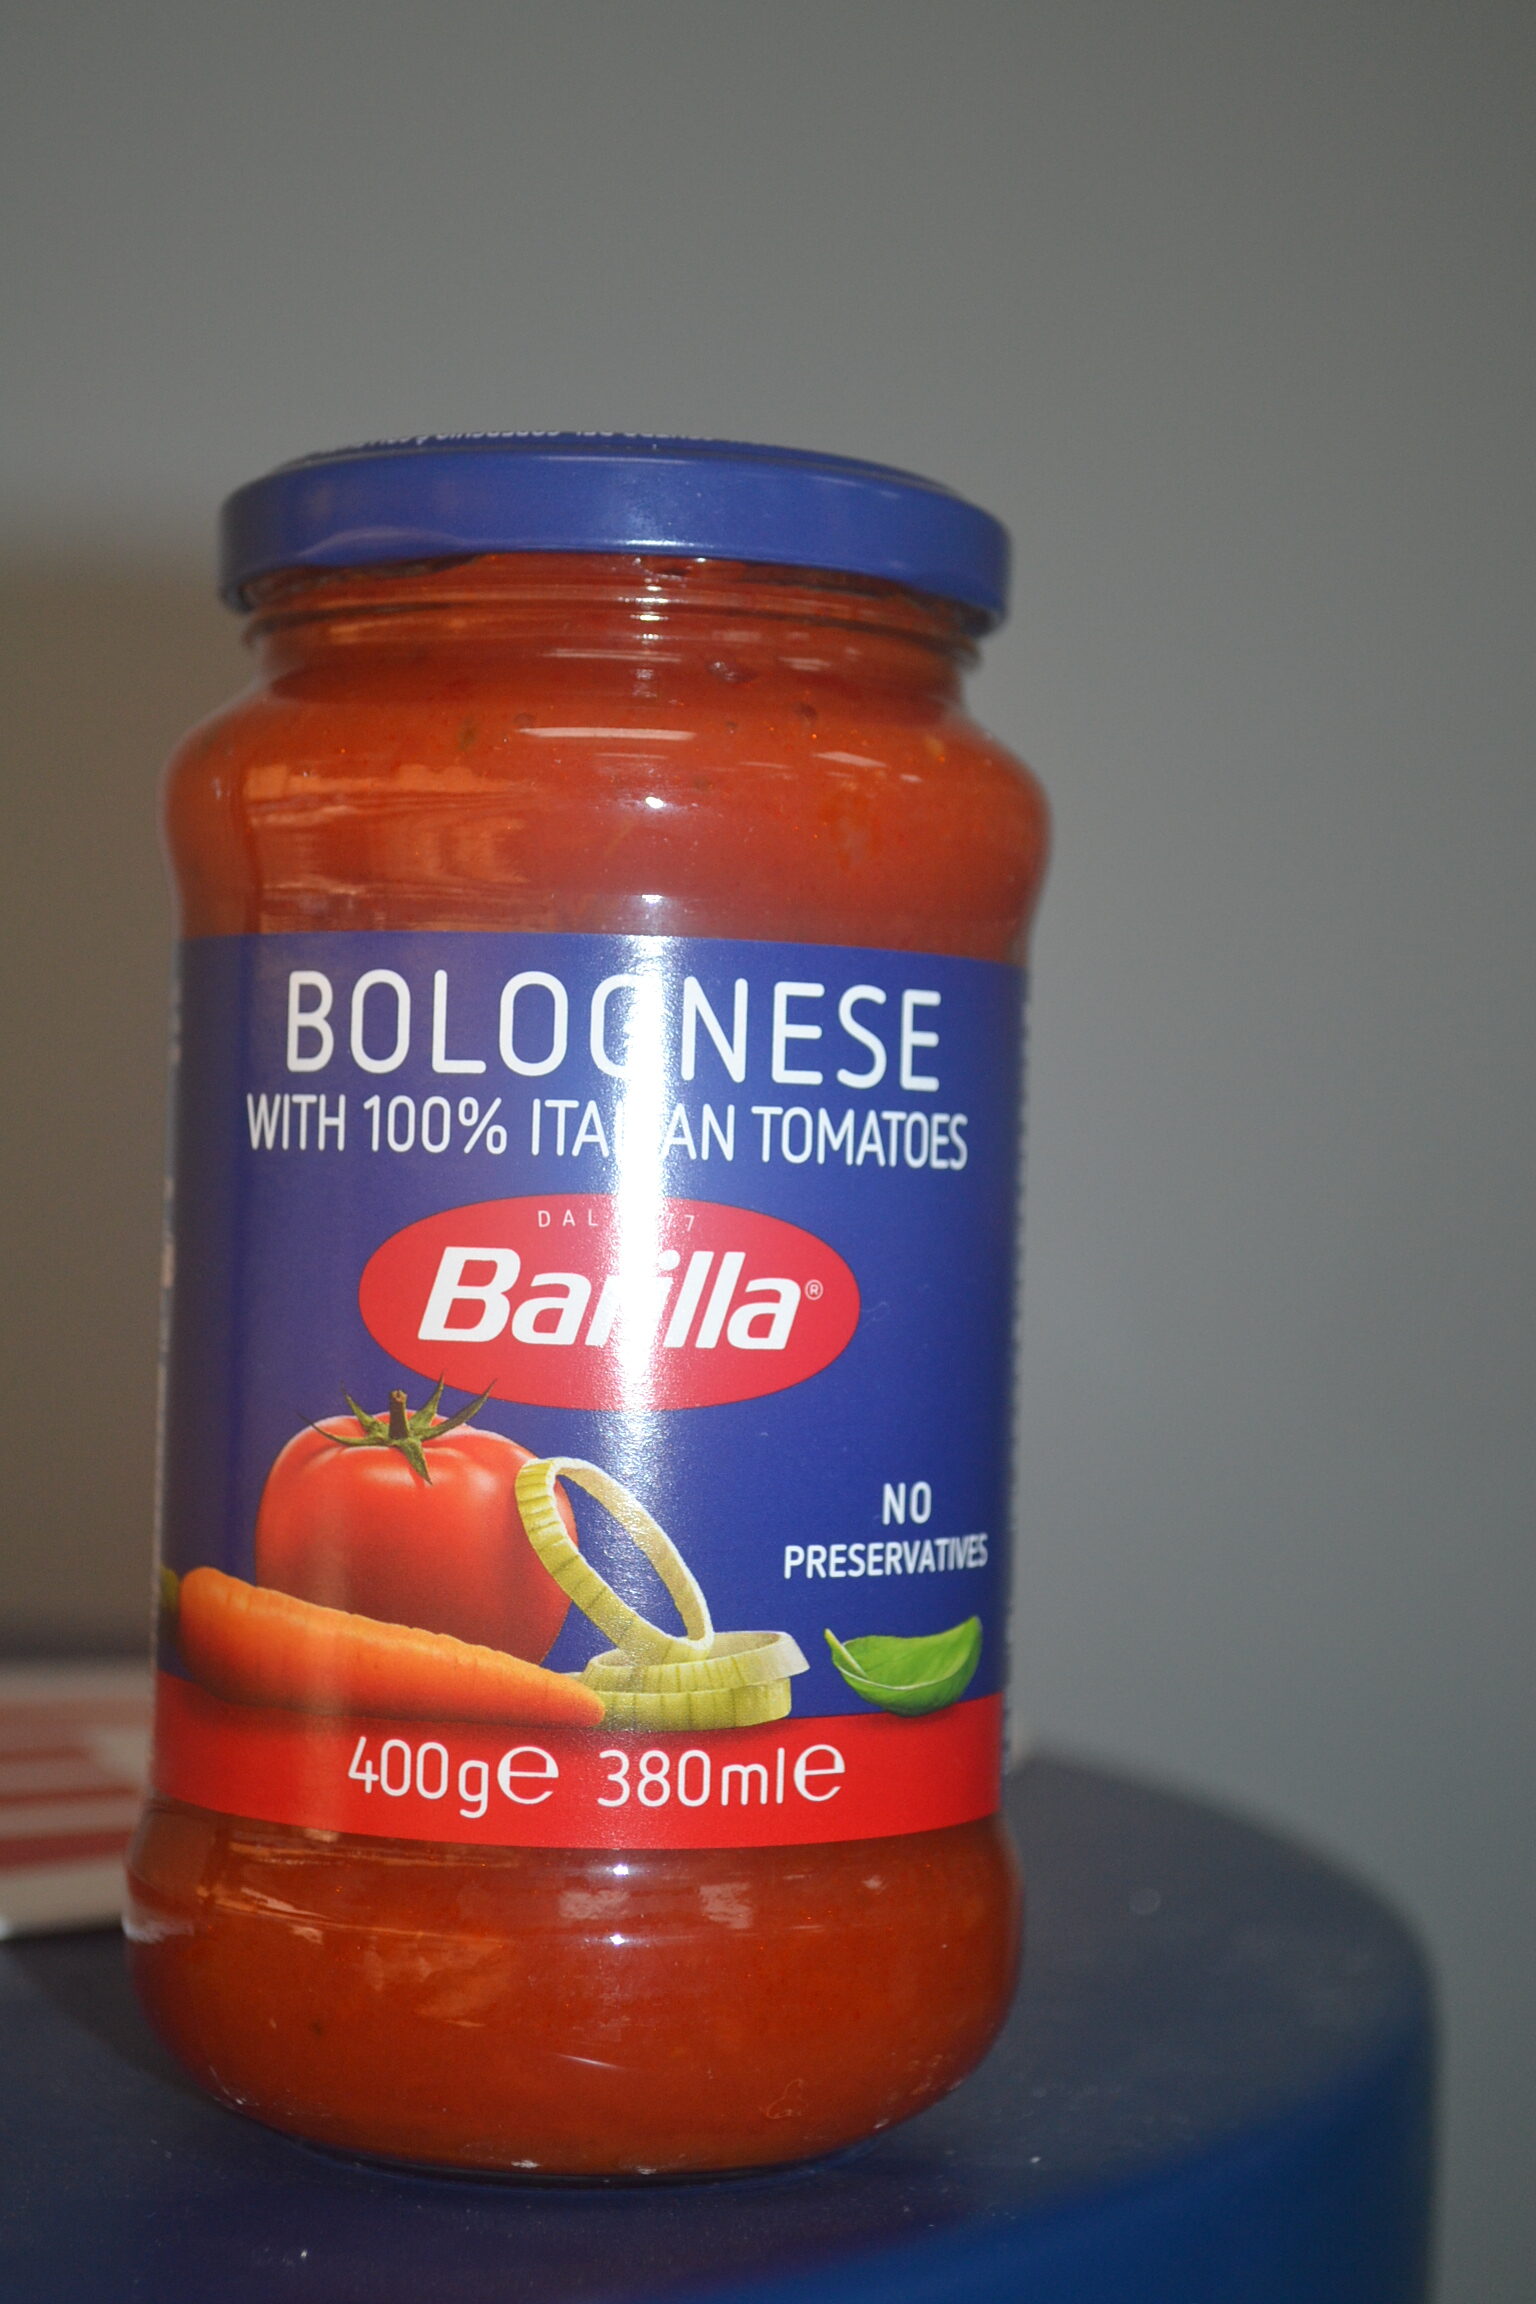 BOLOGNESE
WITH 100% ITALIAN TOMATOES
Barilla®
NO
PRESERVATIVES
400g℮ 380ml℮